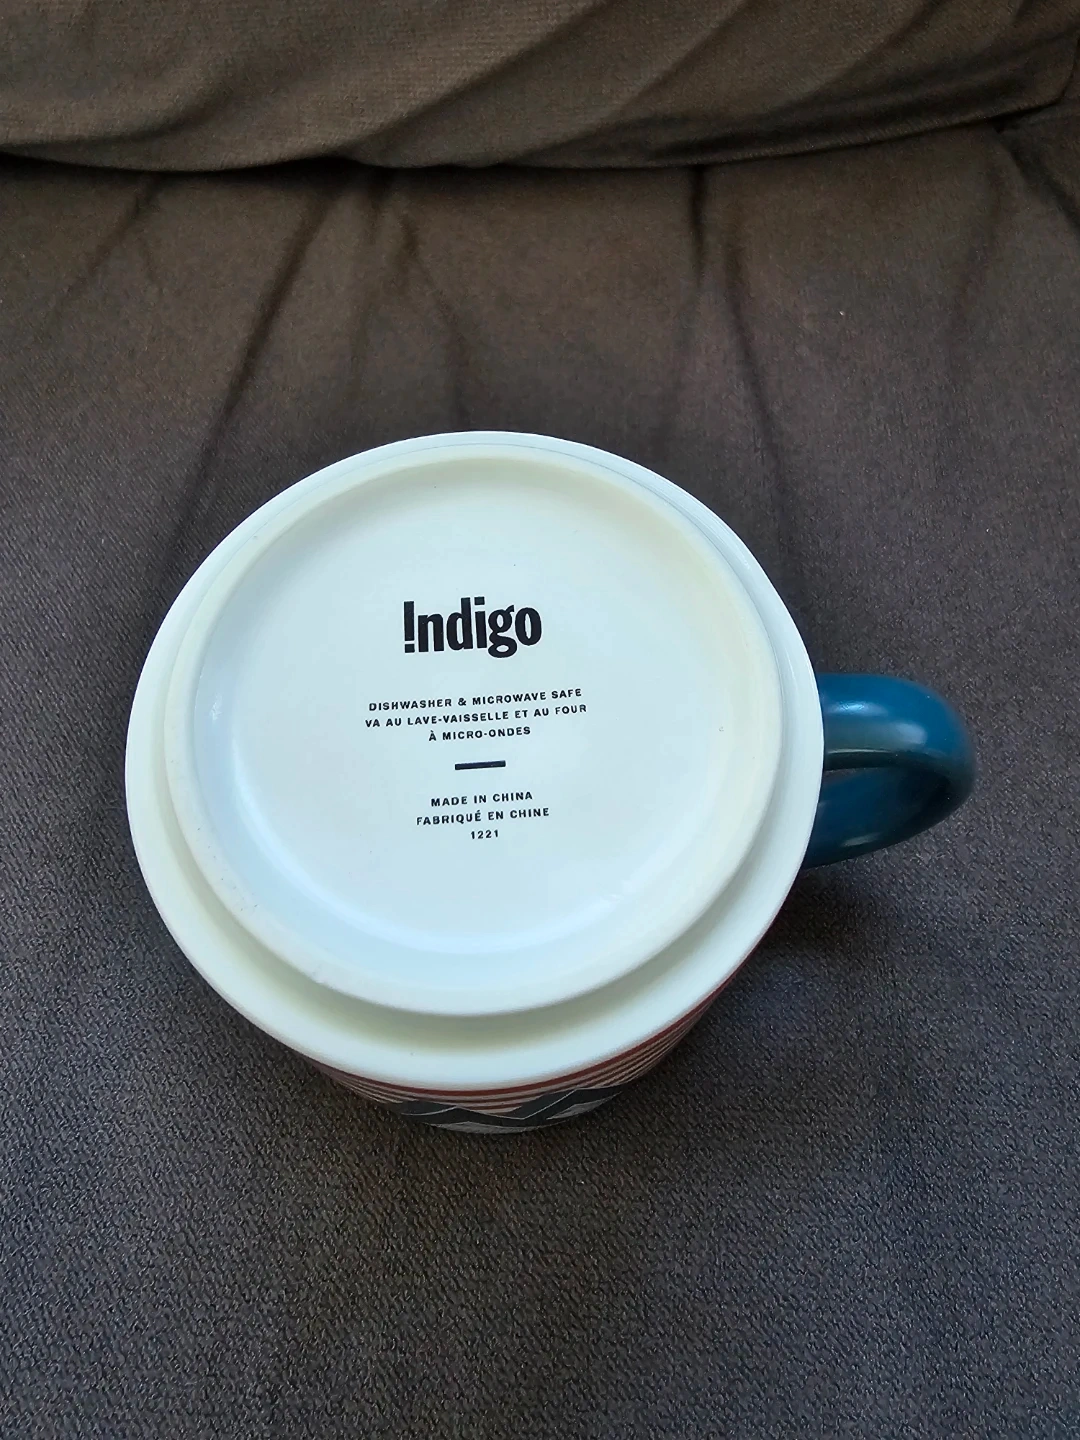 !ndigo
DISHWASHER & MICROWAVE SAFE
VA AU LAVE-VAISSELLE ET AU FOUR
À MICRO-ONDES
MADE IN CHINA
FABRIQUÉ EN CHINE
1221